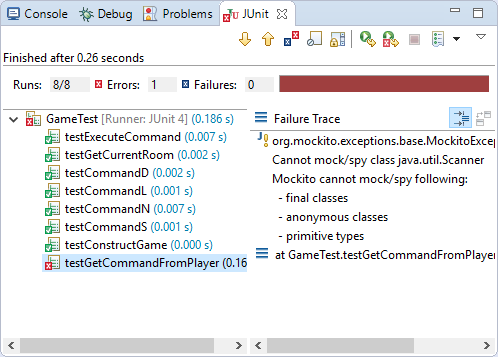 Console Debug Problems JUnit
Finished after 0.26 seconds
Runs: 8/8 Errors: 1 Failures: 0
GameTest [Runner: JUnit 4] (0.186 s)
testExecuteCommand (0.007 s)
testGetCurrentRoom (0.002 s)
testCommandD (0.002 s)
testCommandL (0.001 s)
testCommandN (0.007 s)
testCommandS (0.001 s)
testConstructGame (0.000 s)
testGetCommandFromPlayer (0.16
Failure Trace
org.mockito.exceptions.base.MockitoExcep
Cannot mock/spy class java.util.Scanner
Mockito cannot mock/spy following:
- final classes
- anonymous classes
- primitive types
at GameTest.testGetCommandFromPlayer